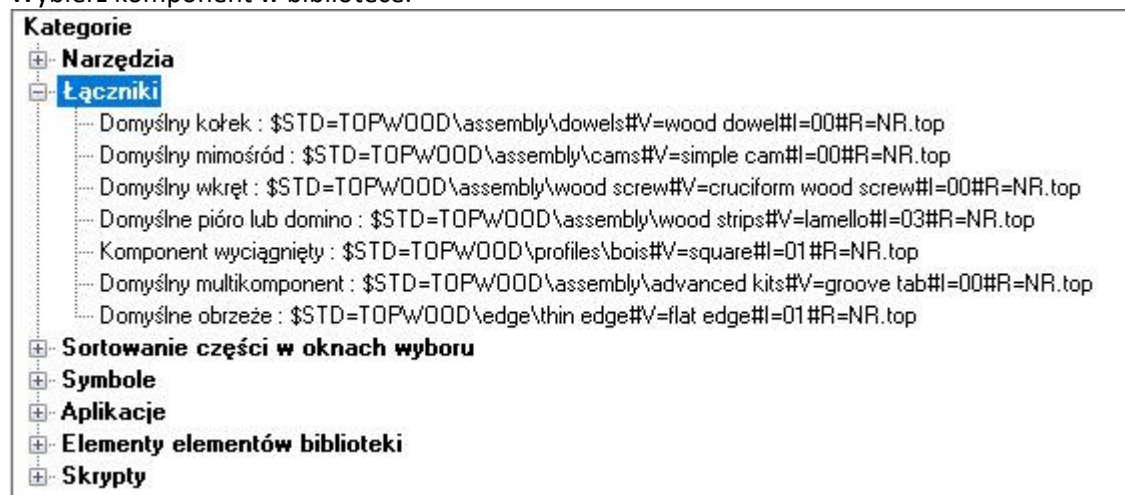 Wybierz komponent w bibliotece.
Kategorie
Narzędzia
Łączniki
Domyślny kołek : $STD=TOPWOOD\assembly\dowels#V=wood dowel#I=00#R=NR.top
Domyślny mimośród : $STD=TOPWOOD\assembly\cams#V=simple cam#I=00#R=NR.top
Domyślny wkręt : $STD=TOPWOOD\assembly\wood screw#V=cruciform wood screw#I=00#R=NR.top
Domyślne pióro lub domino : $STD=TOPWOOD\assembly\wood strips#V=lamello#I=03#R=NR.top
Komponent wyciągnięty : $STD=TOPWOOD\profiles\bois#V=square#I=01#R=NR.top
Domyślny multikomponent : $STD=TOPWOOD\assembly\advanced kits#V=groove tab#I=00#R=NR.top
Domyślne obrzeże : $STD=TOPWOOD\edge\thin edge#V=flat edge#I=01#R=NR.top
Sortowanie części w oknach wyboru
Symbole
Aplikacje
Elementy elementów biblioteki
Skrypty